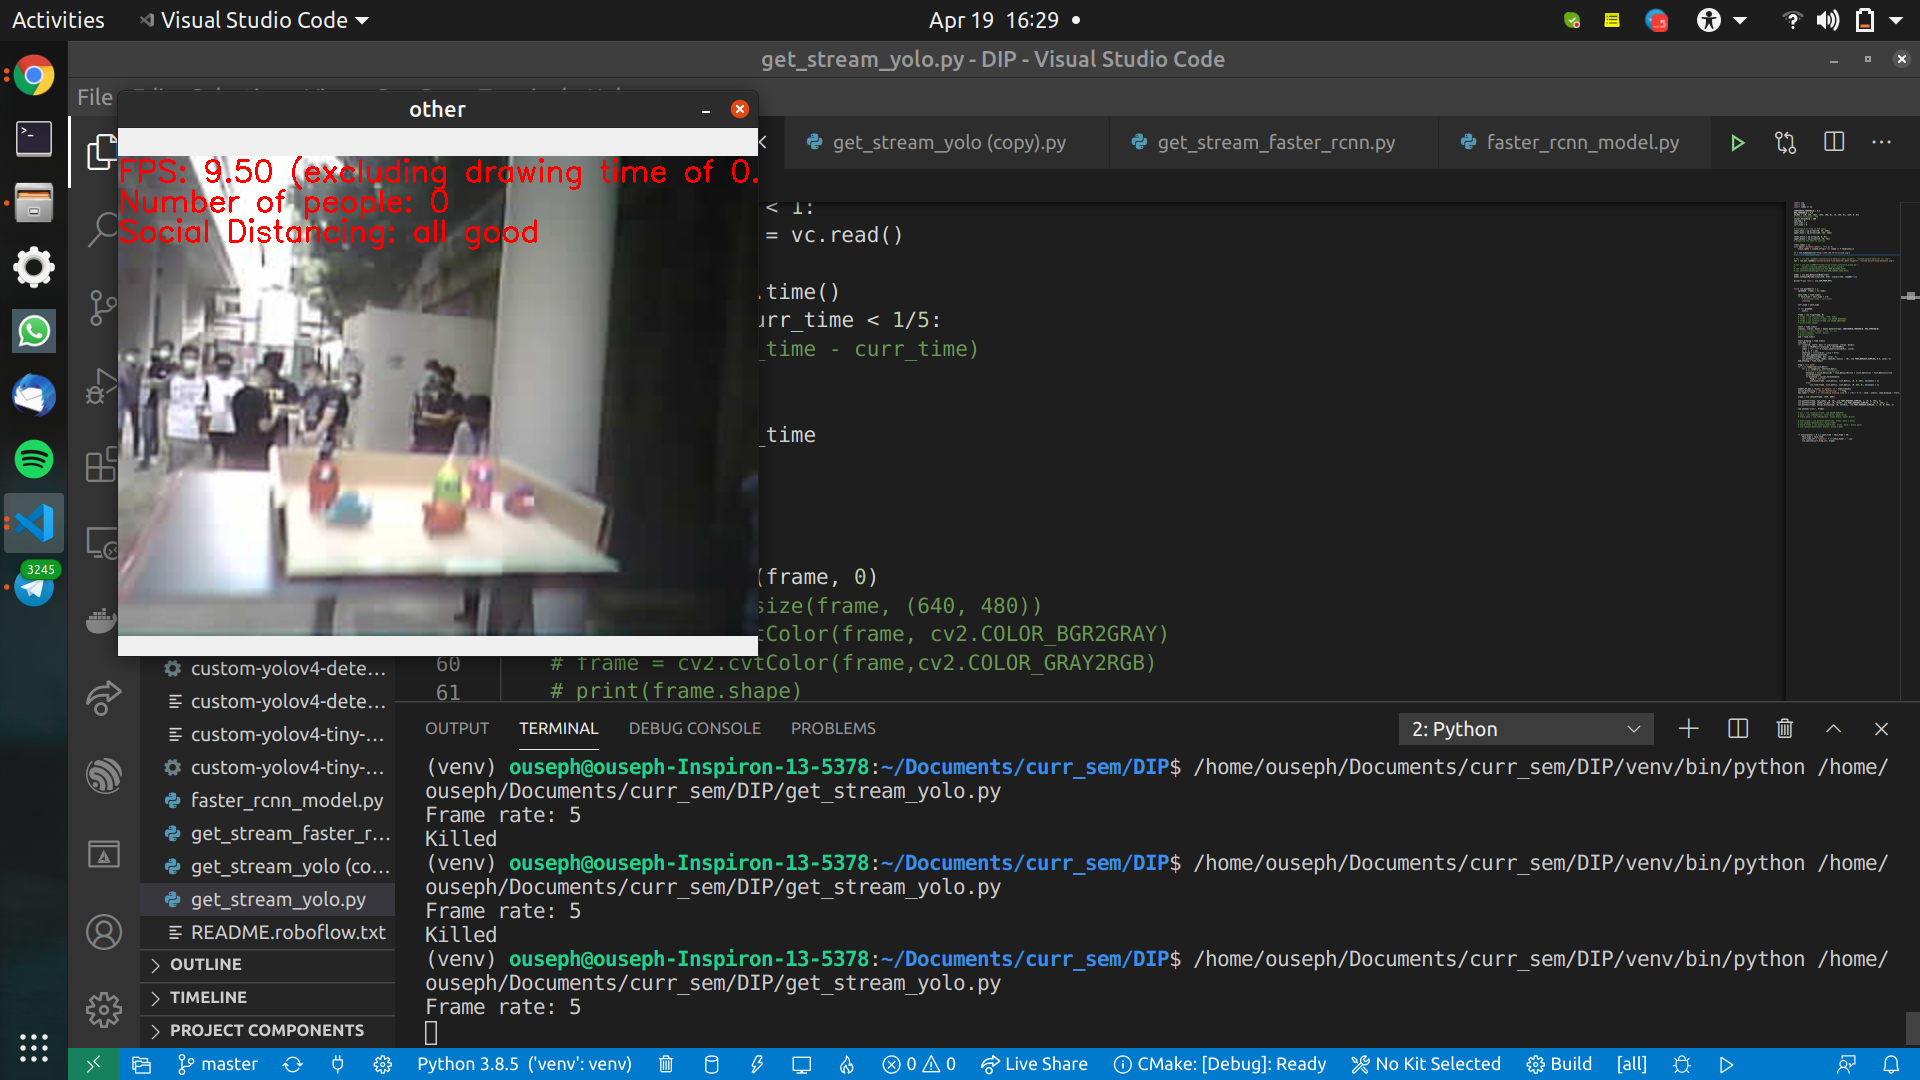 Activities
Visual Studio Code
Apr 19 16:29
get_stream_yolo.py - DIP - Visual Studio Code
File
other
get_stream_yolo (copy).py
get_stream_faster_rcnn.py
faster_rcnn_model.py
FPS: 9.50 (excluding drawing time of 0.
Number of people: 0
Social Distancing: all good
< 1:
= vc.read()
.time()
urr_time < 1/5:
_time - curr_time)
_time
(frame, 0)
size(frame, (640, 480))
tColor(frame, cv2.COLOR_BGR2GRAY)
60 # frame = cv2.cvtColor(frame,cv2.COLOR_GRAY2RGB)
61 # print(frame.shape)
3245
custom-yolov4-dete...
custom-yolov4-dete...
custom-yolov4-tiny-...
custom-yolov4-tiny-...
faster_rcnn_model.py
get_stream_faster_r...
get_stream_yolo (co...
get_stream_yolo.py
README.roboflow.txt
OUTLINE
TIMELINE
PROJECT COMPONENTS
OUTPUT TERMINAL DEBUG CONSOLE PROBLEMS
2: Python
(venv) ouseph@ouseph-Inspiron-13-5378:~/Documents/curr_sem/DIP$ /home/ouseph/Documents/curr_sem/DIP/venv/bin/python /home/
ouseph/Documents/curr_sem/DIP/get_stream_yolo.py
Frame rate: 5
Killed
(venv) ouseph@ouseph-Inspiron-13-5378:~/Documents/curr_sem/DIP$ /home/ouseph/Documents/curr_sem/DIP/venv/bin/python /home/
ouseph/Documents/curr_sem/DIP/get_stream_yolo.py
Frame rate: 5
Killed
(venv) ouseph@ouseph-Inspiron-13-5378:~/Documents/curr_sem/DIP$ /home/ouseph/Documents/curr_sem/DIP/venv/bin/python /home/
ouseph/Documents/curr_sem/DIP/get_stream_yolo.py
Frame rate: 5
master
Python 3.8.5 ('venv': venv)
0 0
Live Share
CMake: [Debug]: Ready
No Kit Selected
Build
[all]